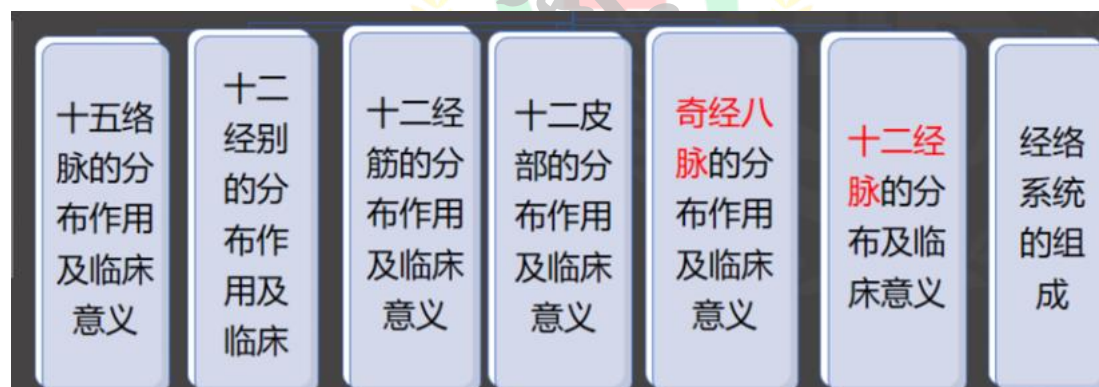 十五络
脉的分
布作用
及临床
意义
十二
经别
的分
布作
用及
临床
十二经
筋的分
布作用
及临床
意义
十二皮
部的分
布作用
及临床
意义
奇经八
脉的分
布作用
及临床
意义
十二经
脉的分
布及临
床意义
经络
系统
的组
成